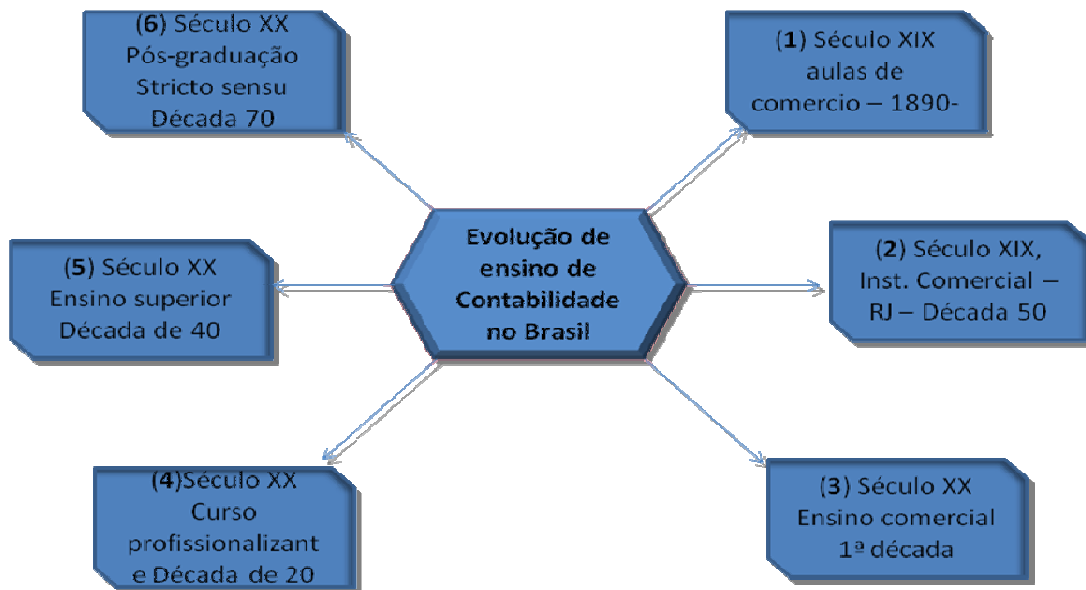 (6) Século XX
Pós-graduação
Stricto sensu
Década 70
(1) Século XIX
aulas de
comercio – 1890-
Evolução de
ensino de
Contabilidade
no Brasil
(2) Século XIX,
Inst. Comercial –
RJ – Década 50
(5) Século XX
Ensino superior
Década de 40
(4)Século XX
Curso
profissionalizant
e Década de 20
(3) Século XX
Ensino comercial
1ª década